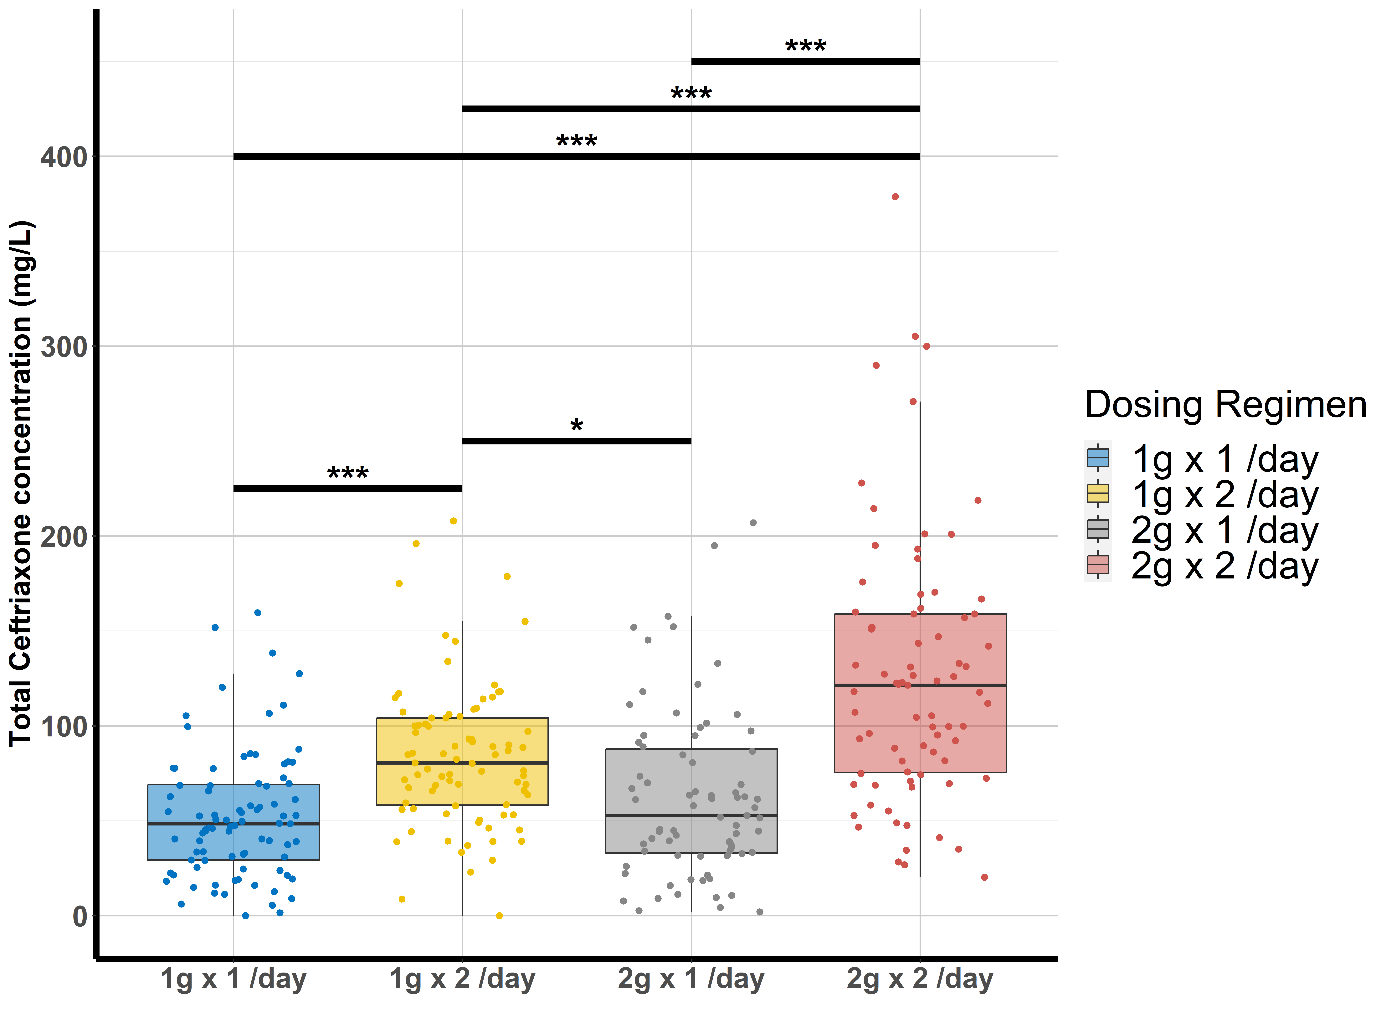 ***
***
***
400
300
*
***
200
100
0
Total Ceftriaxone concentration (mg/L)
1g x 1 /day
1g x 2 /day
2g x 1 /day
2g x 2 /day
Dosing Regimen
1g x 1 /day
1g x 2 /day
2g x 1 /day
2g x 2 /day